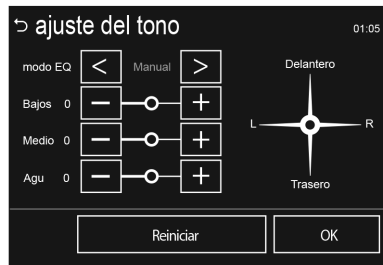 ajuste del tono 01:05
modo EQ < Manual >
Bajos 0 − +
Medio 0 − +
Agu 0 − +
Delantero
L R
Trasero
Reiniciar OK